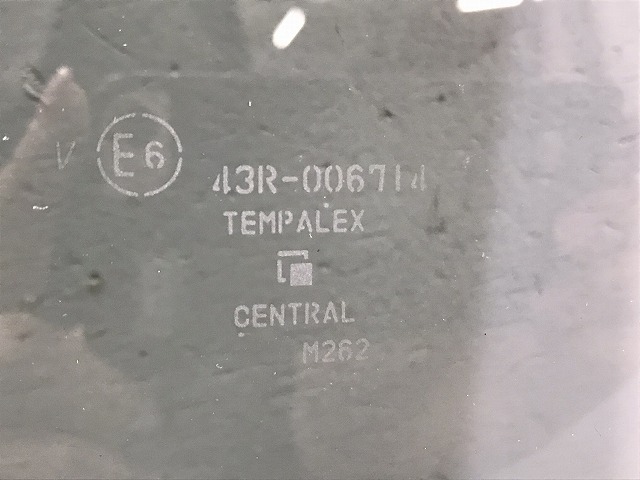 V E6
43R-006714
TEMPALEX
CENTRAL
M262